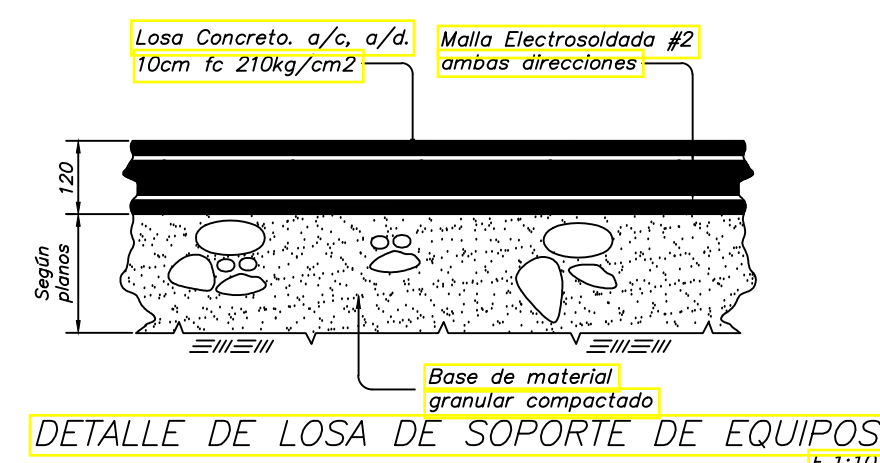 Losa Concreto. a/c, a/d.
10cm fc 210kg/cm2
Malla Electrosoldada #2
ambas direcciones
120
Según
planos
Base de material
granular compactado
DETALLE DE LOSA DE SOPORTE DE EQUIPOS